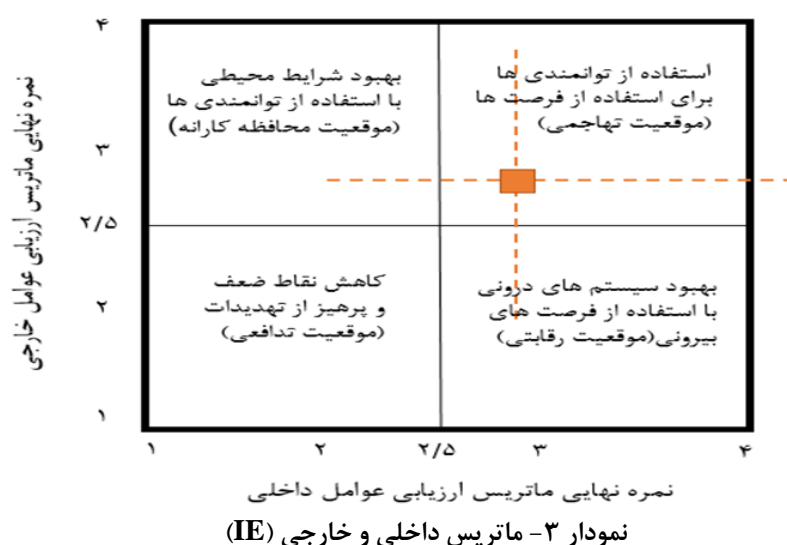 نمره نهایی ماتریس ارزیابی عوامل خارجی
۴
۳
۲/۵
۲
۱
أستفاده از توانمندی ها
برای استفاده از فرصت ها
(موقعیت تهاجمی)
بهبود شرایط محیطی
با استفاده از توانمندی ها
(موقعیت محافظه کارانه)
بهبود سیستم های درونی
با استفاده از فرصت های
بیرونی(موقعیت رقابتی)
کاهش نقاط ضعف
و پرهیز از تهدیدات
(موقعیت تدافعی)
۱
۲
۲/۵
۳
۴
نمره نهایی ماتریس ارزیابی عوامل داخلی
نمودار ۳- ماتریس داخلی و خارجی (IE)